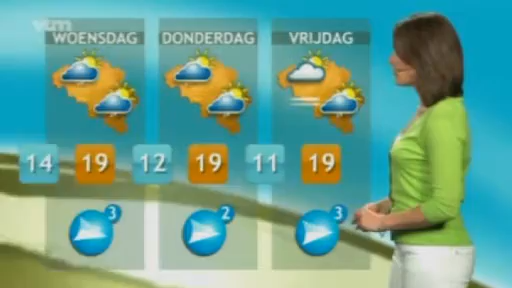 vtm
WOENSDAG DONDERDAG VRIJDAG
14 19 12 19 11 19
3 2 3